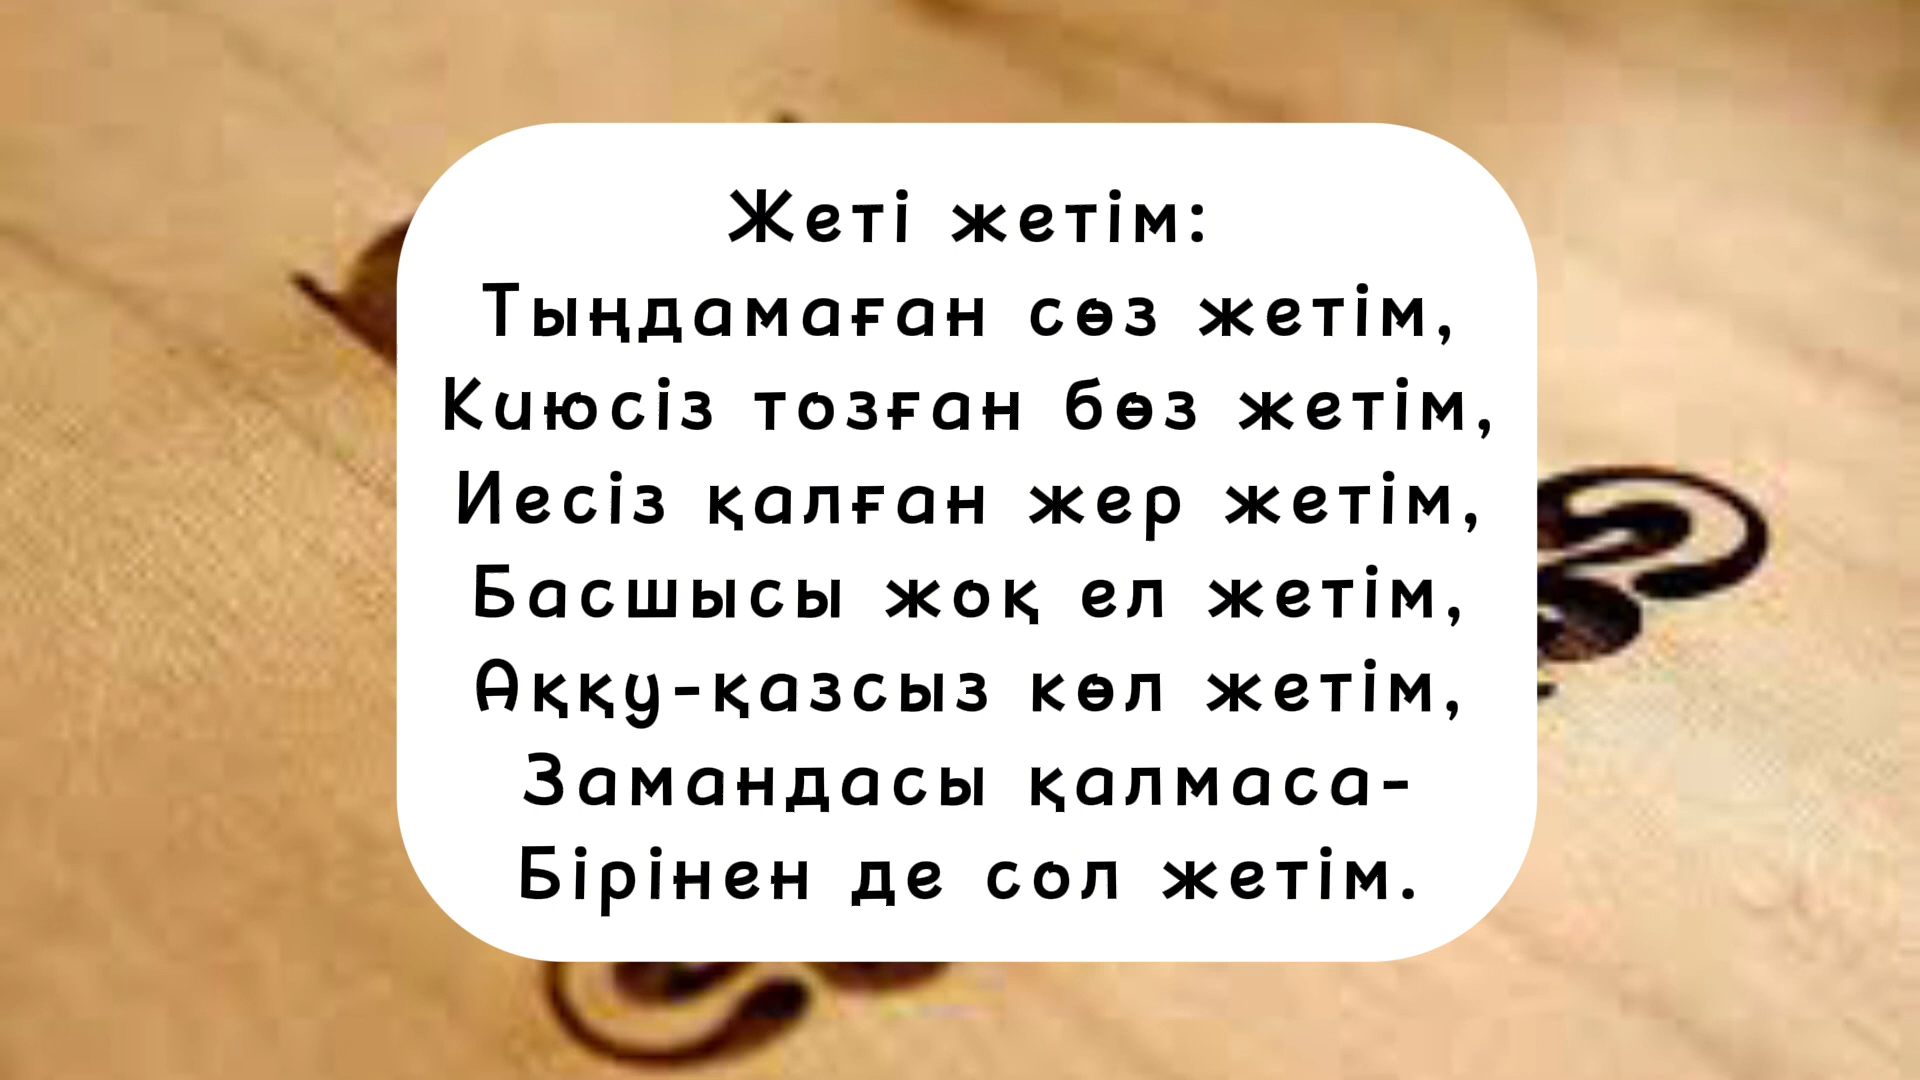 Жеті жетім:
Тыңдамаған сөз жетім,
Киюсіз тозған бөз жетім,
Иесіз қалған жер жетім,
Басшысы жоқ ел жетім,
Аққу-қазсыз көл жетім,
Замандасы қалмаса-
Бірінен де сол жетім.